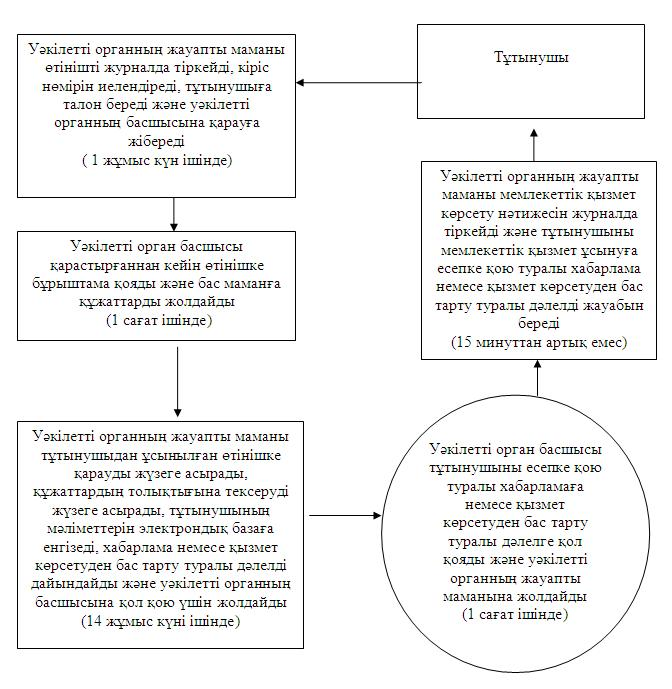 Тұтынушы
Уәкілетті органның жауапты маманы
өтінішті журналда тіркейді, кіріс
нөмірін иелендіреді, тұтынушыға
талон береді және уәкілетті
органның басшысына қарауға
жібереді
( 1 жұмыс күн ішінде)
Уәкілетті орган басшысы
қарастырғаннан кейін өтінішке
бұрыштама қояды және бас маманға
құжаттарды жолдайды
(1 сағат ішінде)
Уәкілетті органның жауапты маманы
тұтынушыдан ұсынылған өтінішке
қарауды жүзеге асырады,
құжаттардың толықтығына тексеруді
жүзеге асырады, тұтынушының
мәліметтерін электрондық базаға
енгізеді, хабарлама немесе қызмет
көрсетуден бас тарту туралы дәлелді
дайындайды және уәкілетті органның
басшысына қол қою үшін жолдайды
(14 жұмыс күні ішінде)
Уәкілетті орган басшысы
тұтынушыны есепке қою
туралы хабарламаға
немесе қызмет
көрсетуден бас тарту
туралы дәлелге қол
қояды және уәкілетті
органның жауапты
маманына жолдайды
(1 сағат ішінде)
Уәкілетті органның жауапты
маманы мемлекеттік қызмет
көрсету нәтижесін журналда
тіркейді және тұтынушыны
мемлекеттік қызмет ұсынуға
есепке қою туралы хабарлама
немесе қызмет көрсетуден бас
тарту туралы дәлелді жауабын
береді
(15 минуттан артық емес)